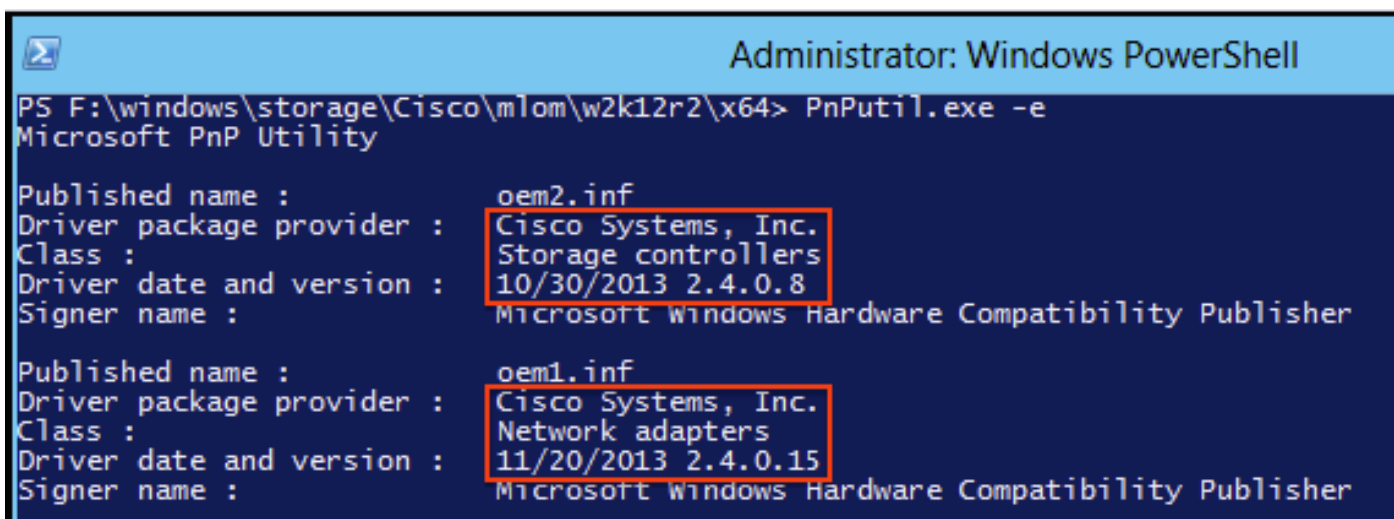 Administrator: Windows PowerShell
PS F:\windows\storage\Cisco\mlom\w2k12r2\x64> PnPutil.exe -e
Microsoft PnP Utility
Published name : oem2.inf
Driver package provider : Cisco Systems, Inc.
Class : Storage controllers
Driver date and version : 10/30/2013 2.4.0.8
Signer name : Microsoft Windows Hardware Compatibility Publisher
Published name : oem1.inf
Driver package provider : Cisco Systems, Inc.
Class : Network adapters
Driver date and version : 11/20/2013 2.4.0.15
Signer name : Microsoft Windows Hardware Compatibility Publisher